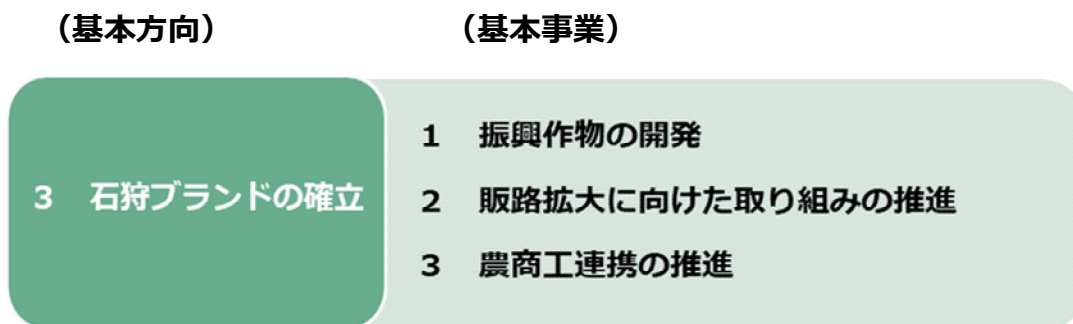 （基本方向）
（基本事業）
3　石狩ブランドの確立
1　振興作物の開発
2　販路拡大に向けた取り組みの推進
3　農商工連携の推進